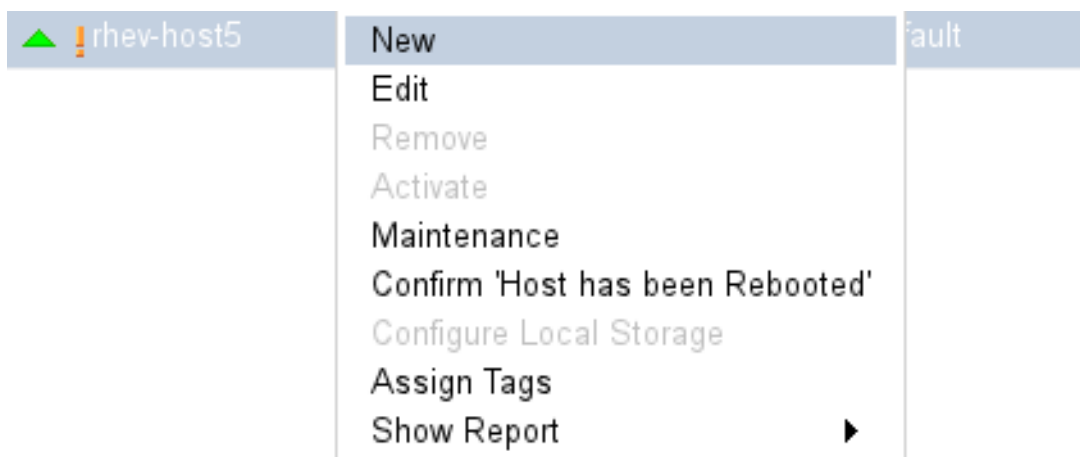 rhev-host5 New ault
Edit
Remove
Activate
Maintenance
Confirm 'Host has been Rebooted'
Configure Local Storage
Assign Tags
Show Report